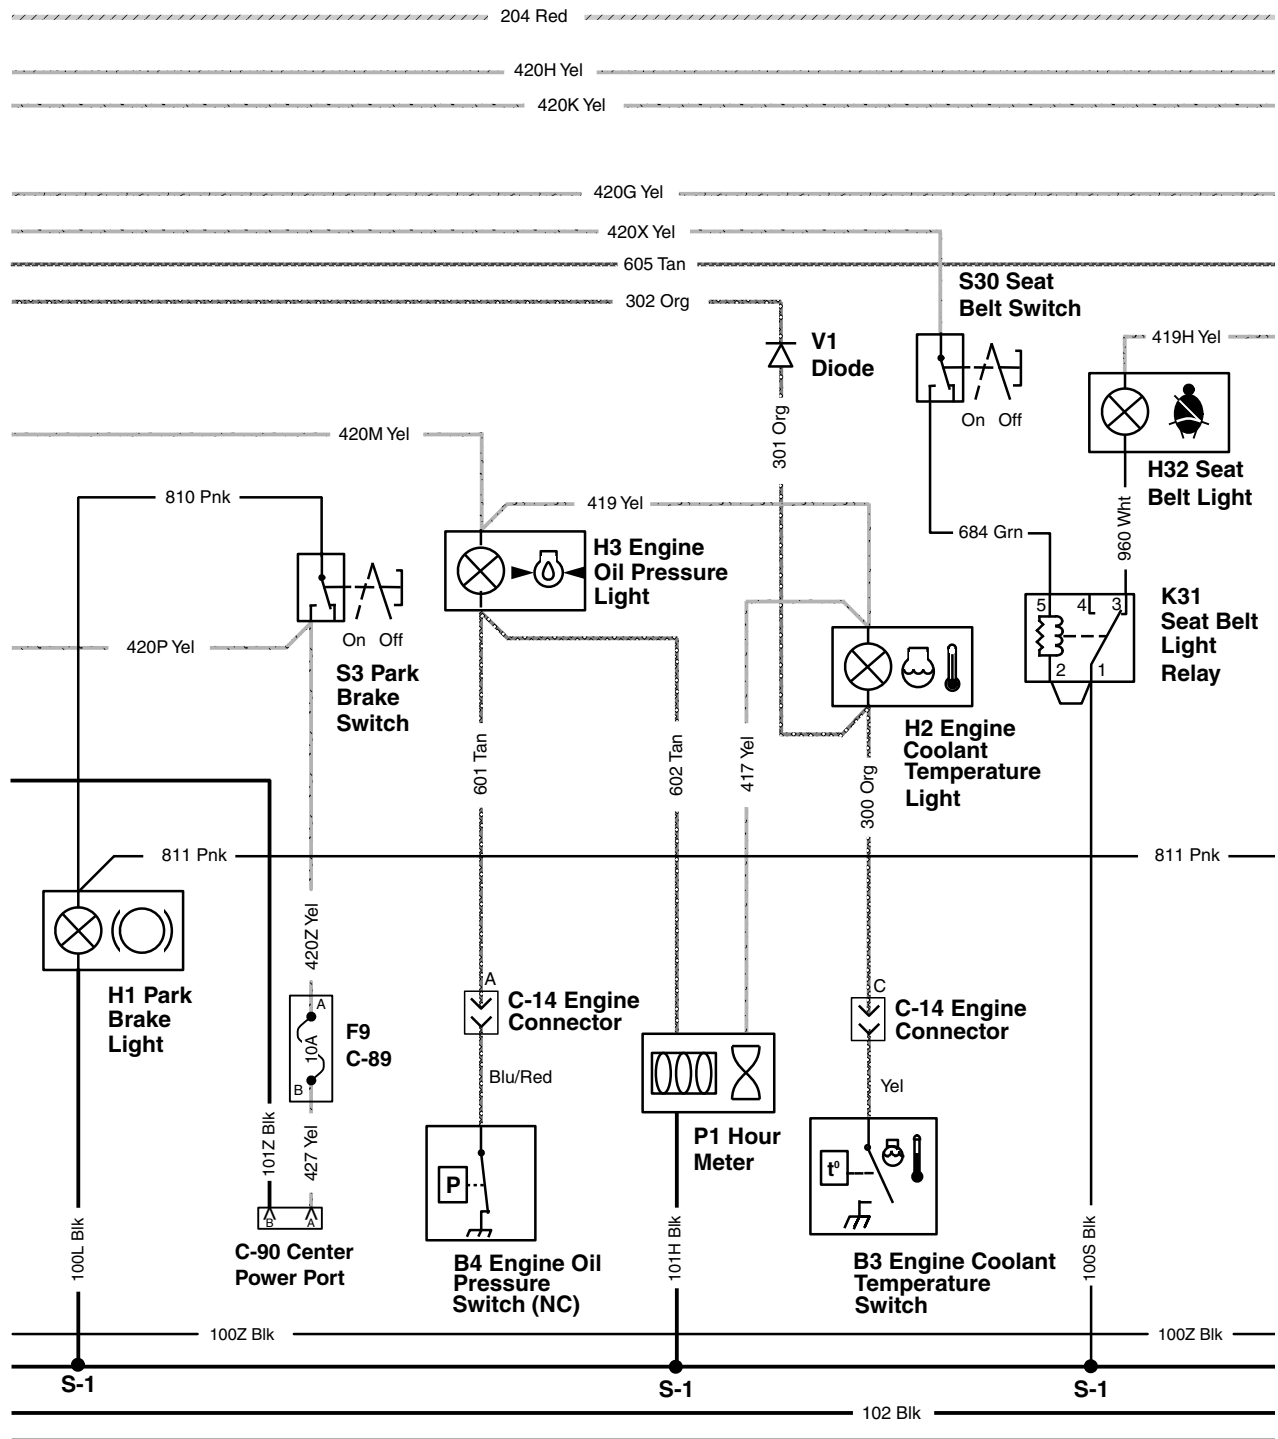 204 Red
420H Yel
420K Yel
420G Yel
420X Yel
605 Tan
302 Org
S30 Seat
Belt Switch
V1
Diode
419H Yel
On Off
301 Org
420M Yel
H32 Seat
Belt Light
810 Pnk
419 Yel
960 Wht
684 Grn
H3 Engine
Oil Pressure
Light
5 4 3
2 1
K31
Seat Belt
Light
Relay
On Off
420P Yel
S3 Park
Brake
Switch
H2 Engine
Coolant
Temperature
Light
601 Tan
602 Tan
417 Yel
300 Org
811 Pnk
811 Pnk
420Z Yel
H1 Park
Brake
Light
A
10A
B
F9
C-89
A
C-14 Engine
Connector
C
C-14 Engine
Connector
Blu/Red
Yel
P1 Hour
Meter
101Z Blk
427 Yel
P
t⁰
B A
C-90 Center
Power Port
B4 Engine Oil
Pressure
Switch (NC)
B3 Engine Coolant
Temperature
Switch
100L Blk
101H Blk
100S Blk
100Z Blk
100Z Blk
S-1
S-1
S-1
102 Blk